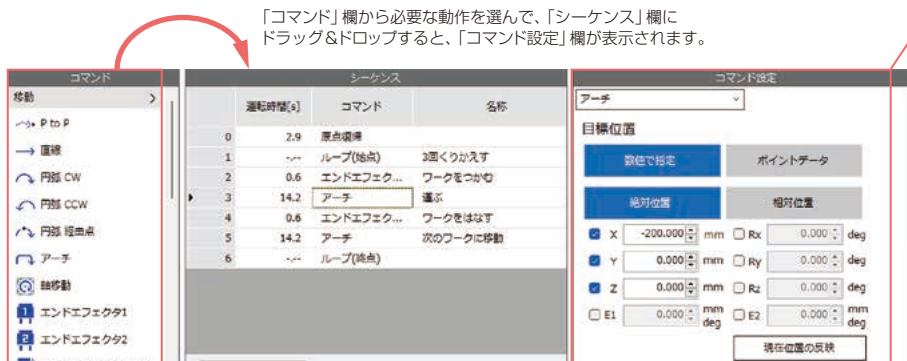 「コマンド」欄から必要な動作を選んで、「シーケンス」欄に
ドラッグ&ドロップすると、「コマンド設定」欄が表示されます。
コマンド
移動 >
P to P
直線
円弧 CW
円弧 CCW
円弧 経由点
アーチ
軸移動
1 エンドエフェクタ1
2 エンドエフェクタ2
シーケンス
運転時間[s] コマンド 名称
0 2.9 原点復帰
1 -.-- ループ(始点) 3回くりかえす
2 0.6 エンドエフェク... ワークをつかむ
3 14.2 アーチ 運ぶ
4 0.6 エンドエフェク... ワークをはなす
5 14.2 アーチ 次のワークに移動
6 -.-- ループ(終点)
コマンド設定
アーチ
目標位置
数値で指定 ポイントデータ
絶対位置 相対位置
X -200.000 mm Rx 0.000 deg
Y 0.000 mm Ry 0.000 deg
Z 0.000 mm Rz 0.000 deg
E1 0.000 mm deg E2 0.000 mm deg
現在位置の反映